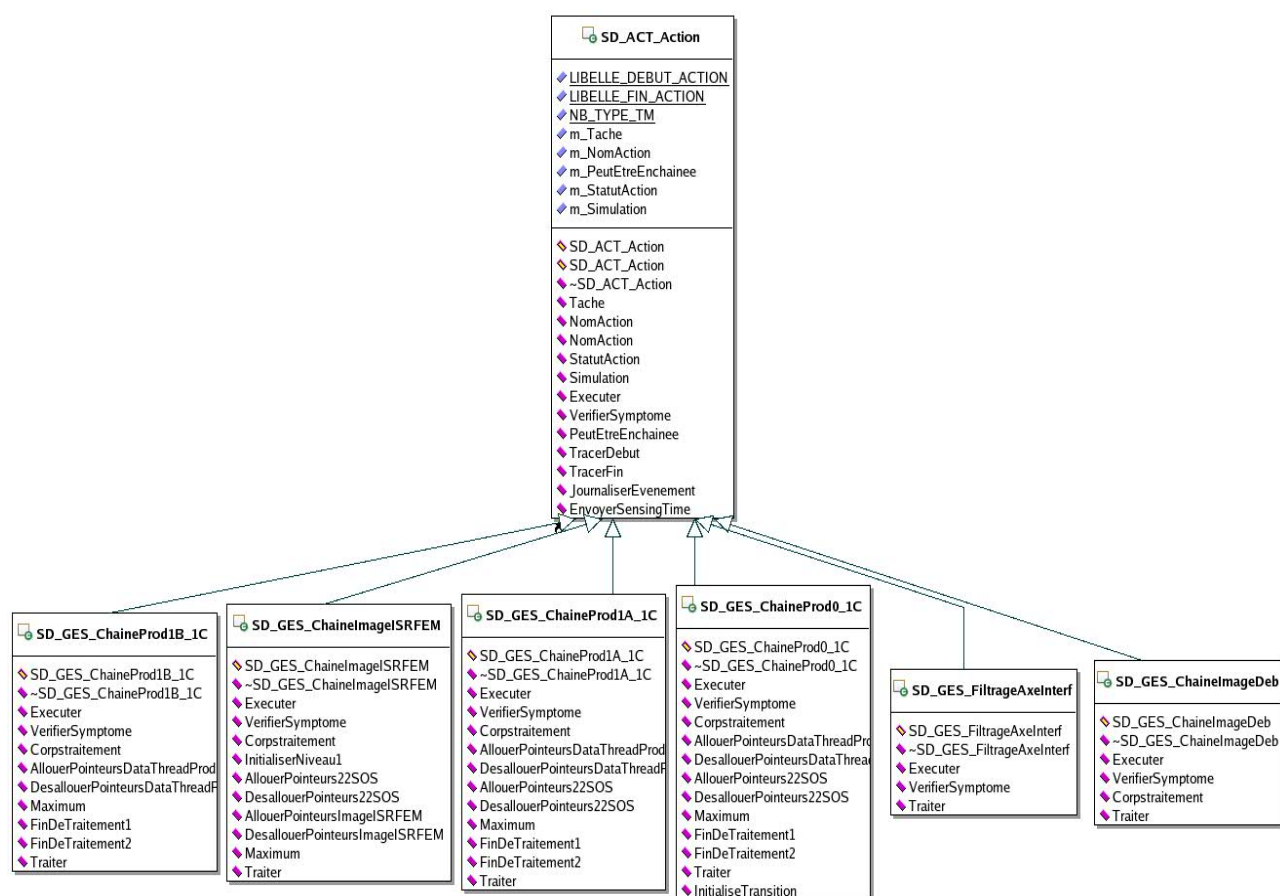 SD_ACT_Action
LIBELLE_DEBUT_ACTION
LIBELLE_FIN_ACTION
NB_TYPE_TM
m_Tache
m_NomAction
m_PeutEtreEnchainee
m_StatutAction
m_Simulation
SD_ACT_Action
SD_ACT_Action
~SD_ACT_Action
Tache
NomAction
NomAction
StatutAction
Simulation
Executer
VerifierSymptome
PeutEtreEnchainee
TracerDebut
TracerFin
JournaliserEvenement
EnvoyerSensingTime
SD_GES_ChaineProd1B_1C
SD_GES_ChaineProd1B_1C
~SD_GES_ChaineProd1B_1C
Executer
VerifierSymptome
Corpstraitement
AllouerPointeursDataThreadProd
DesallouerPointeursDataThreadF
Maximum
FinDeTraitement1
FinDeTraitement2
Traiter
SD_GES_ChaineImageISRFEM
SD_GES_ChaineImageISRFEM
~SD_GES_ChaineImageISRFEM
Executer
VerifierSymptome
Corpstraitement
InitialiserNiveau1
AllouerPointeurs22SOS
DesallouerPointeurs22SOS
AllouerPointeursImageISRFEM
DesallouerPointeursImageISRFEM
Maximum
Traiter
SD_GES_ChaineProd1A_1C
SD_GES_ChaineProd1A_1C
~SD_GES_ChaineProd1A_1C
Executer
VerifierSymptome
Corpstraitement
AllouerPointeursDataThreadProd
DesallouerPointeursDataThreadF
AllouerPointeurs22SOS
DesallouerPointeurs22SOS
Maximum
FinDeTraitement1
FinDeTraitement2
Traiter
SD_GES_ChaineProd0_1C
SD_GES_ChaineProd0_1C
~SD_GES_ChaineProd0_1C
Executer
VerifierSymptome
Corpstraitement
AllouerPointeursDataThreadPro
DesallouerPointeursDataThread
AllouerPointeurs22SOS
DesallouerPointeurs22SOS
Maximum
FinDeTraitement1
FinDeTraitement2
Traiter
InitialiseTransition
SD_GES_FiltrageAxeInterf
SD_GES_FiltrageAxeInterf
~SD_GES_FiltrageAxeInterf
Executer
VerifierSymptome
Traiter
SD_GES_ChaineImageDeb
SD_GES_ChaineImageDeb
~SD_GES_ChaineImageDeb
Executer
VerifierSymptome
Corpstraitement
Traiter